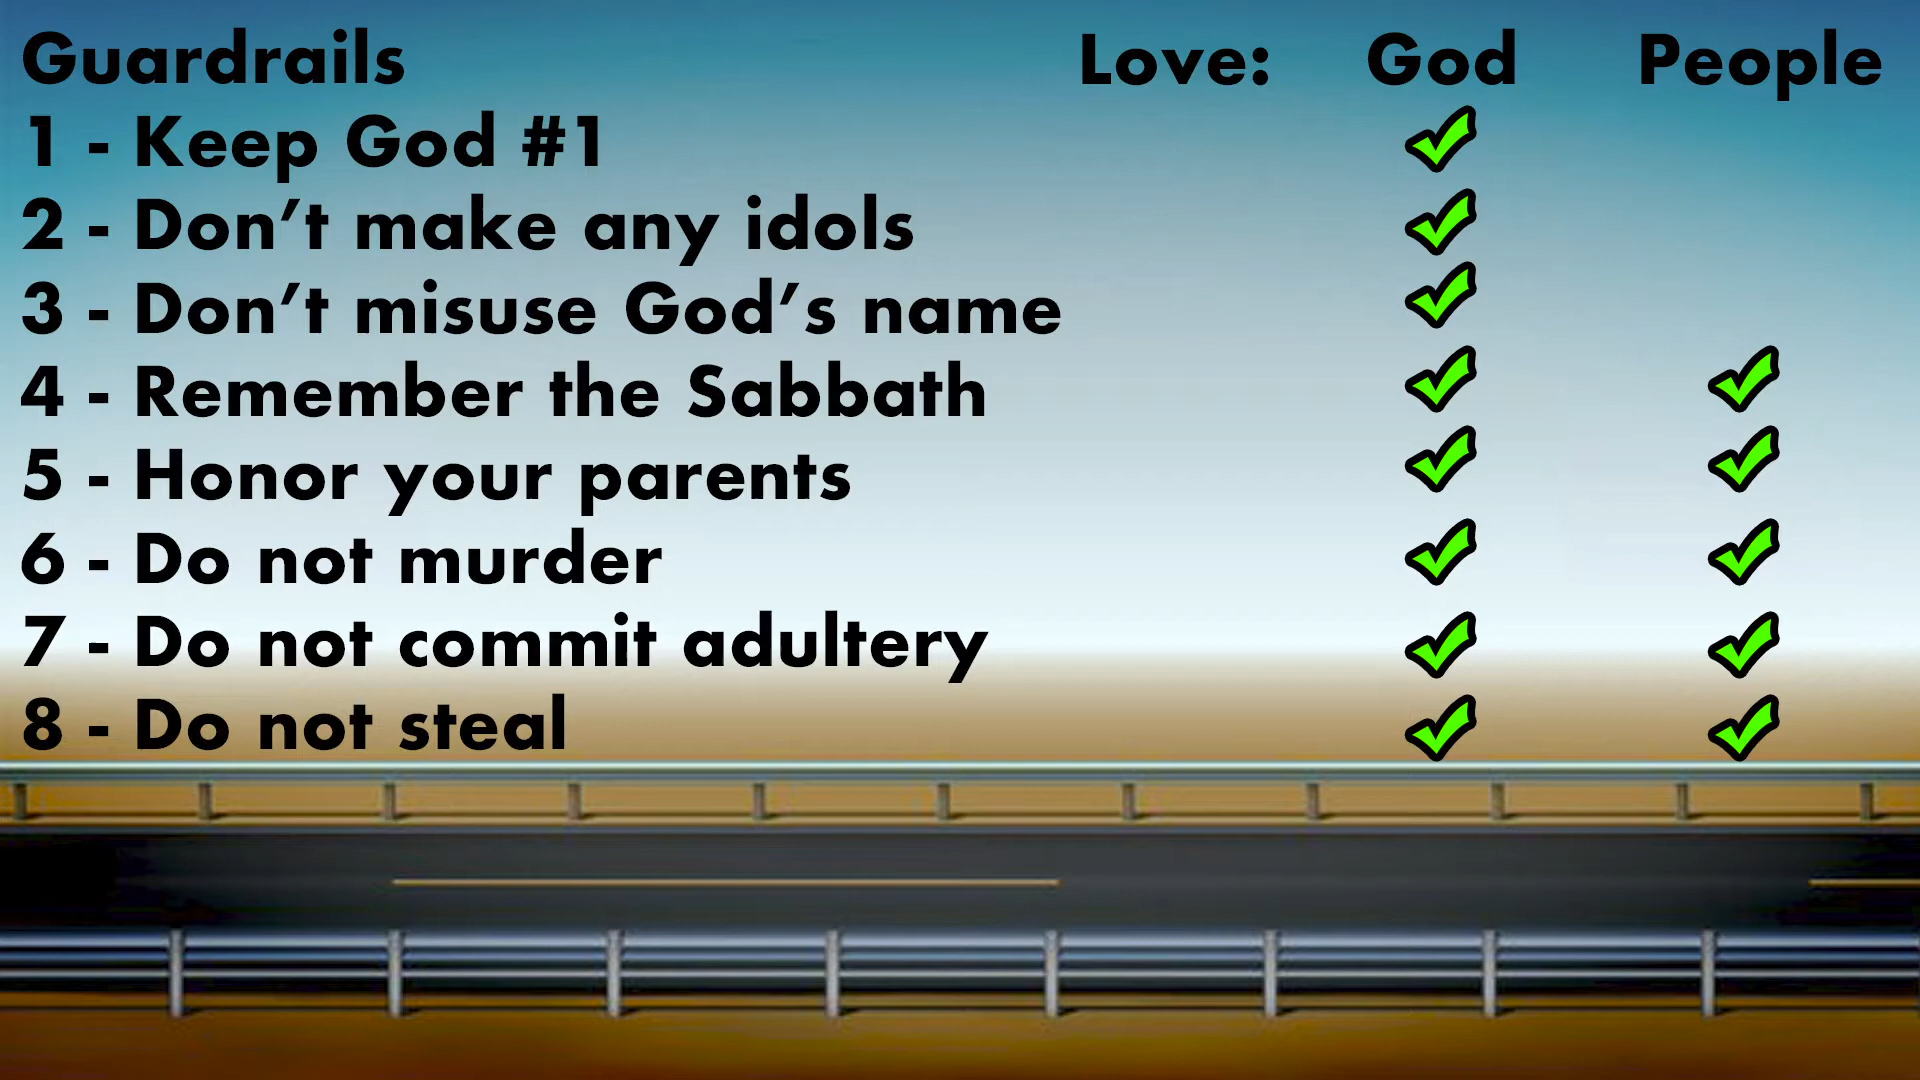 Guardrails Love: God People
1 - Keep God #1
2 - Don’t make any idols
3 - Don’t misuse God’s name
4 - Remember the Sabbath
5 - Honor your parents
6 - Do not murder
7 - Do not commit adultery
8 - Do not steal